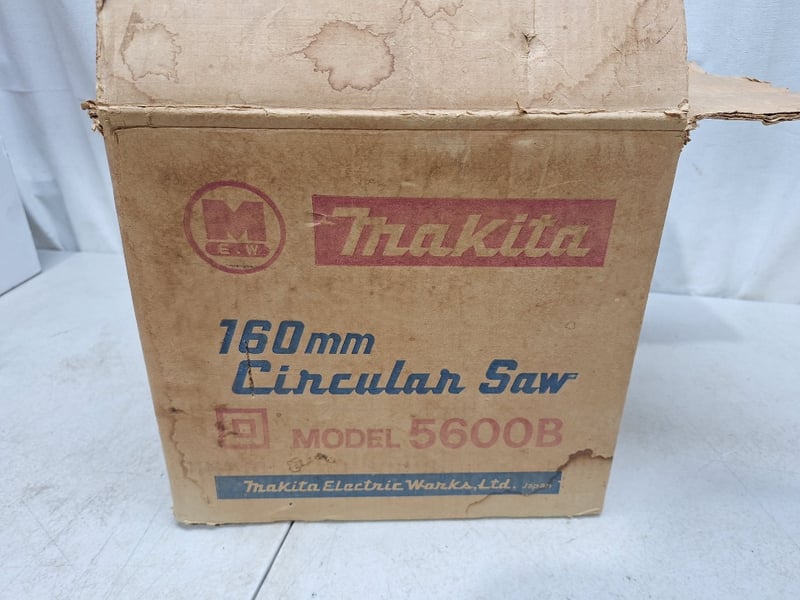 M
E.W.
Makita
160mm
Circular Saw
MODEL 5600B
Makita Electric Works, Ltd. Japan